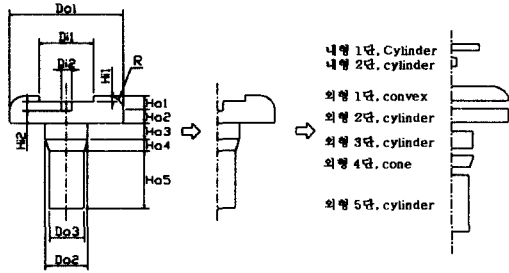 Do1
Di1
Di2
Hi1
R
Ho1
Ho2
Hi2
Ho3
Ho4
Ho5
Do3
Do2
내형 1단, Cylinder
내형 2단, cylinder
외형 1단, convex
외형 2단, cylinder
외형 3단, cylinder
외형 4단, cone
외형 5단, cylinder